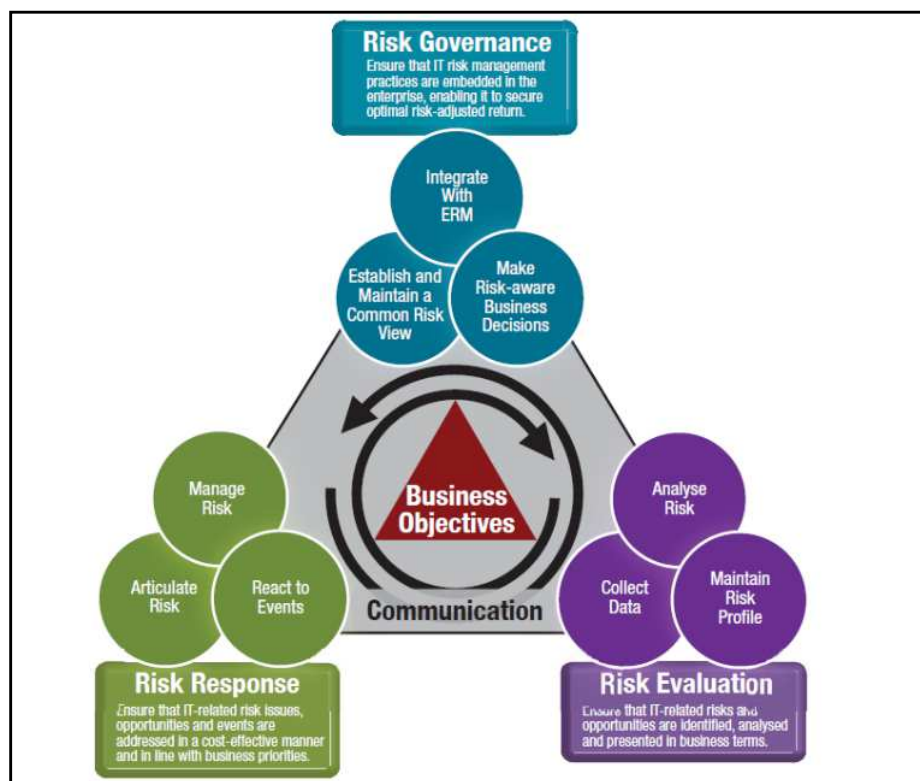 Risk Governance
Ensure that IT risk management
practices are embedded in the
enterprise, enabling it to secure
optimal risk-adjusted return.
Integrate
With
ERM
Establish and
Maintain a
Common Risk
View
Make
Risk-aware
Business
Decisions
Business
Objectives
Communication
Manage
Risk
Articulate
Risk
React to
Events
Risk Response
Ensure that IT-related risk issues,
opportunities and events are
addressed in a cost-effective manner
and in line with business priorities.
Analyse
Risk
Collect
Data
Maintain
Risk
Profile
Risk Evaluation
Ensure that IT-related risks and
opportunities are identified, analysed
and presented in business terms.